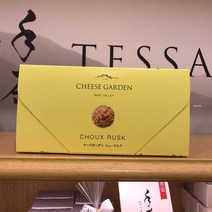 TESSA
CHEESE GARDEN
NASU VALLEY
CHOUX RUSK
チーズガーデン シューラスク